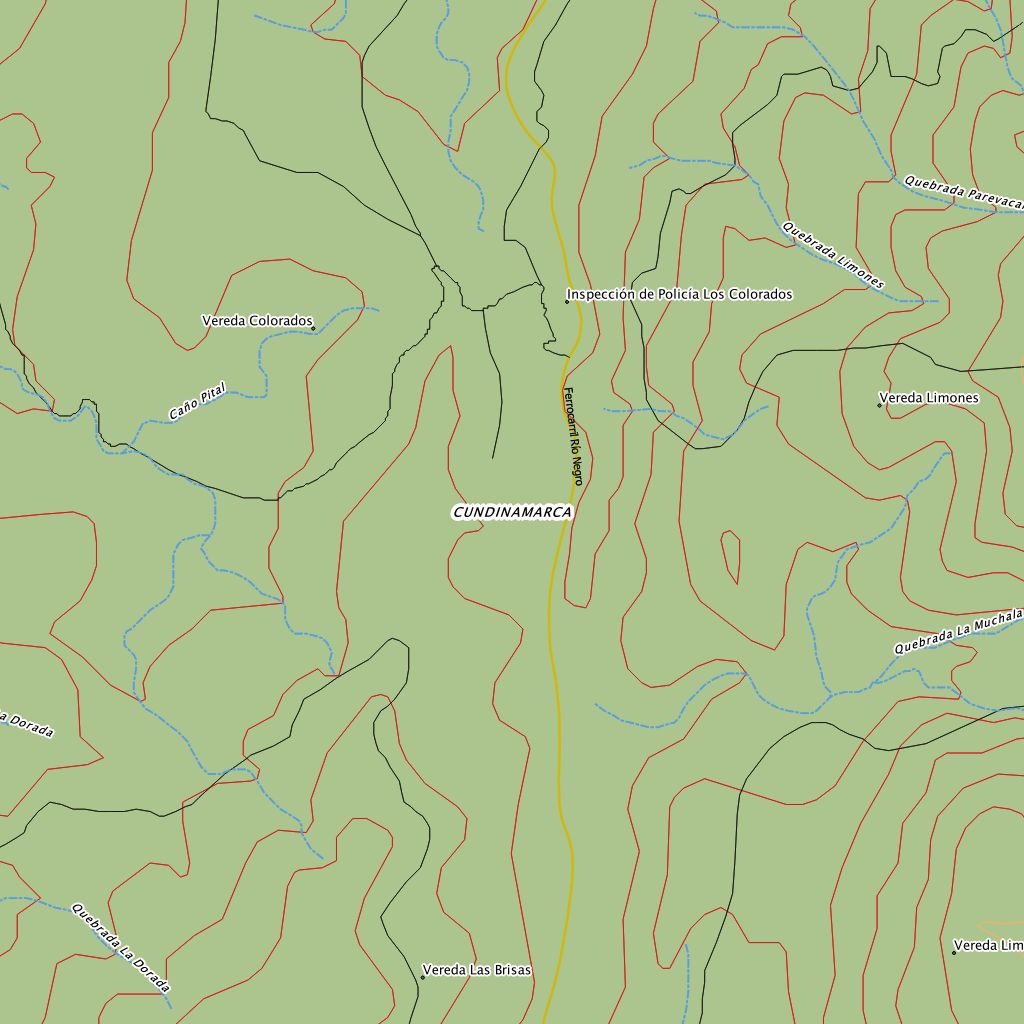 Quebrada Parevacar
Quebrada Limones
Inspección de Policía Los Colorados
Vereda Colorados
Caño Pital
Vereda Limones
Ferrocarril Río Negro
CUNDINAMARCA
Quebrada La Muchala
a Dorada
Quebrada La Dorada
Vereda Lim
Vereda Las Brisas